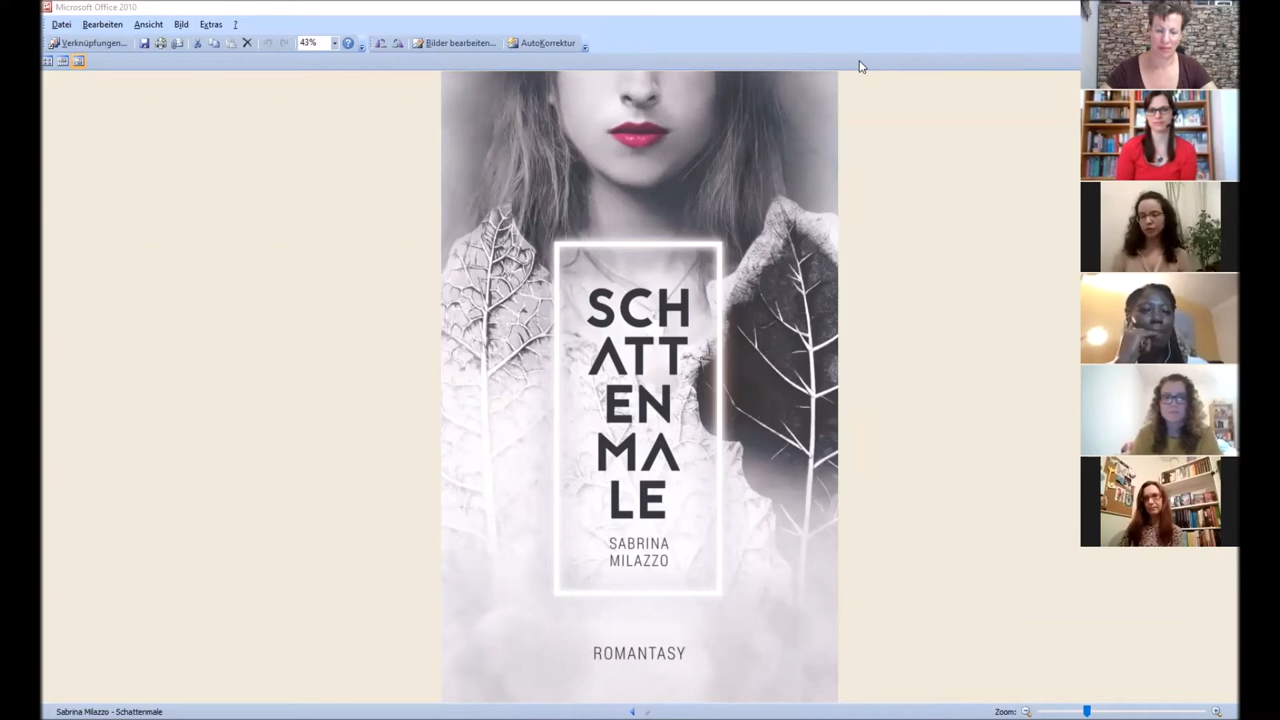 Microsoft Office 2010
Datei Bearbeiten Ansicht Bild Extras ?
Verknüpfungen... 43% Bilder bearbeiten... AutoKorrektur
SCH
ATT
EN
MA
LE
SABRINA
MILAZZO
ROMANTASY
Sabrina Milazzo - Schattenmale Zoom: